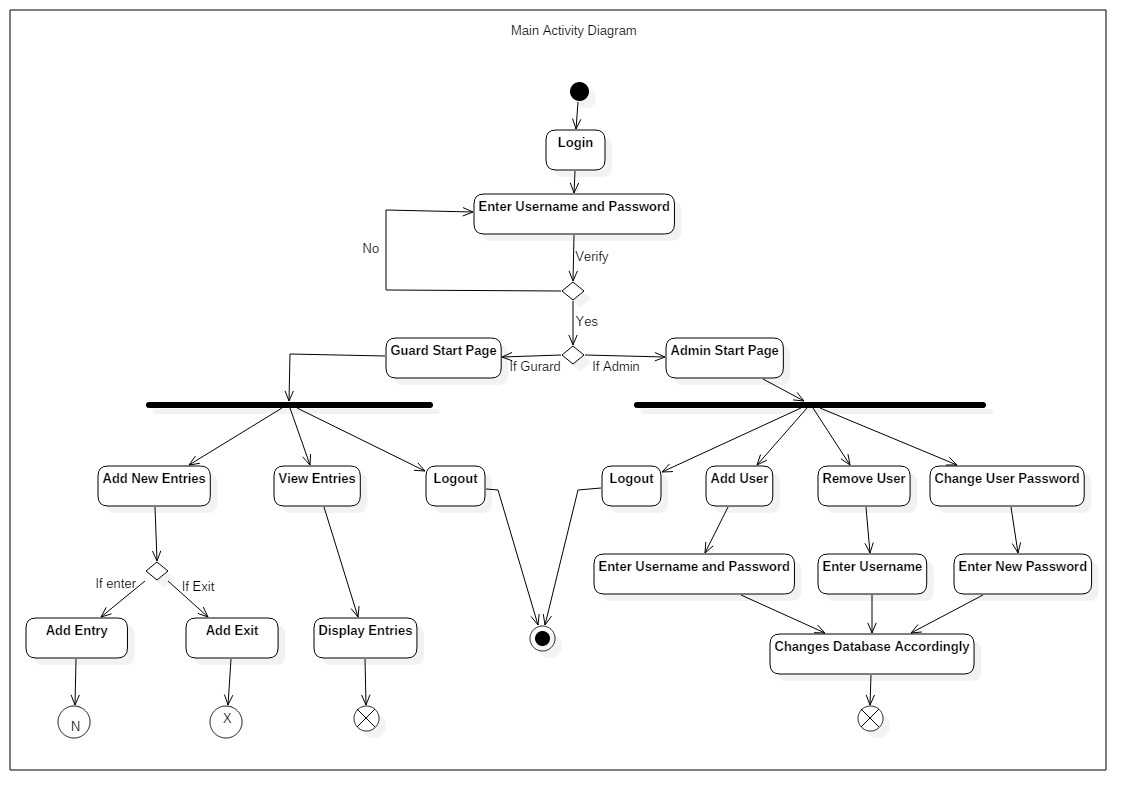 Main Activity Diagram
Login
Enter Username and Password
No
Verify
Yes
Guard Start Page
If Gurard
If Admin
Admin Start Page
Add New Entries
View Entries
Logout
Logout
Add User
Remove User
Change User Password
If enter
If Exit
Enter Username and Password
Enter Username
Enter New Password
Add Entry
Add Exit
Display Entries
Changes Database Accordingly
N
X